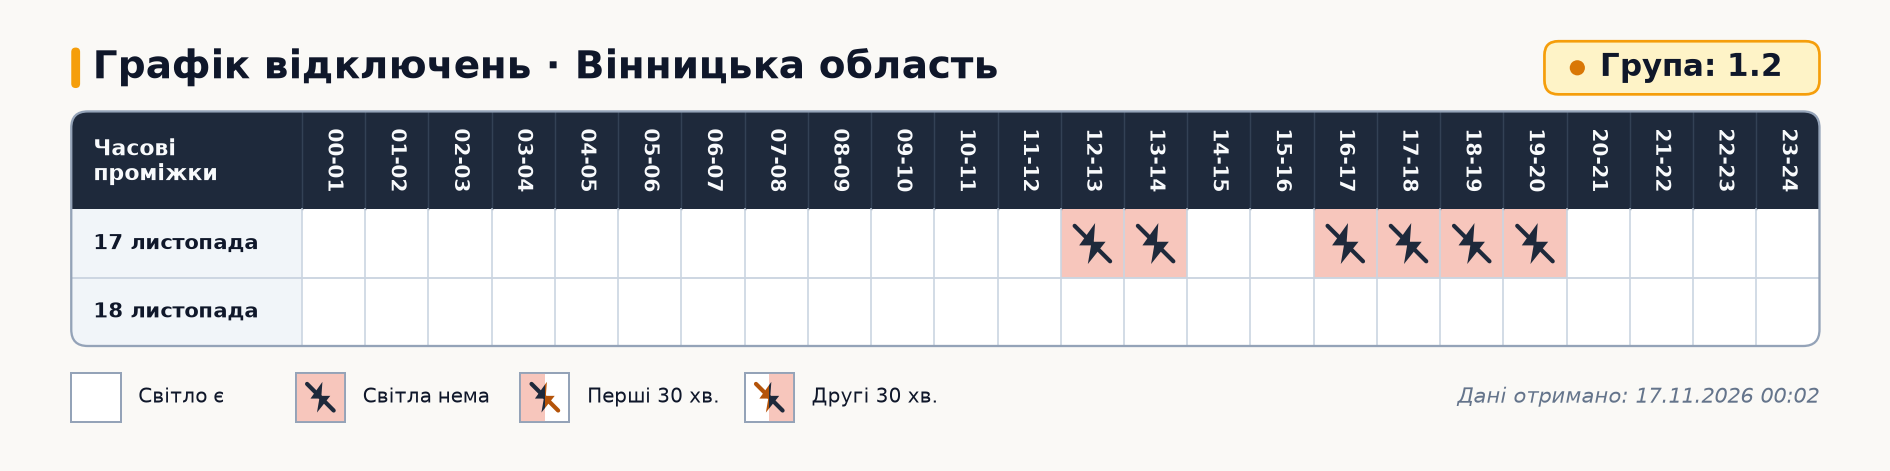 Графік відключень · Вінницька область
Група: 1.2
Часові
проміжки
00-01
01-02
02-03
03-04
04-05
05-06
06-07
07-08
08-09
09-10
10-11
11-12
12-13
13-14
14-15
15-16
16-17
17-18
18-19
19-20
20-21
21-22
22-23
23-24
17 листопада
18 листопада
Світло є
Світла нема
Перші 30 хв.
Другі 30 хв.
Дані отримано: 17.11.2026 00:02